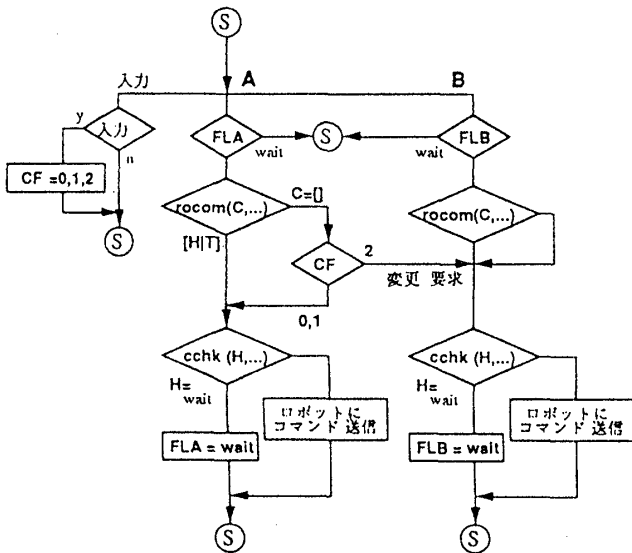 S
入力 A B
y 入力 n
FLA wait S wait FLB
CF =0,1,2
S
rocom(C,...) C=[]
[H|T]
rocom(C,...)
CF 2
変更 要求
0,1
cchk (H,...)
H=
wait
ロボットに
コマンド 送信
FLA = wait
S
cchk (H,...)
H=
wait
ロボットに
コマンド 送信
FLB = wait
S